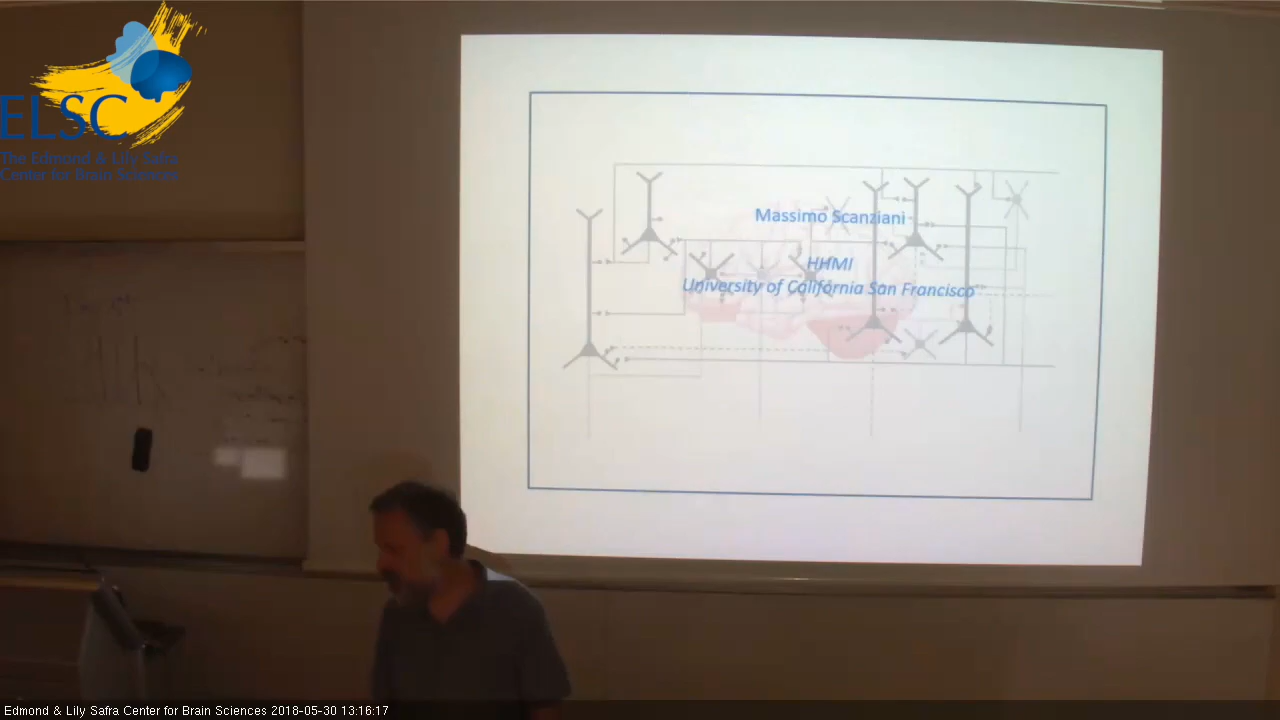 ELSC
The Edmond & Lily Safra
Center for Brain Sciences
Massimo Scanziani
HHMI
University of California San Francisco
Edmond & Lily Safra Center for Brain Sciences 2018-05-30 13:16:17